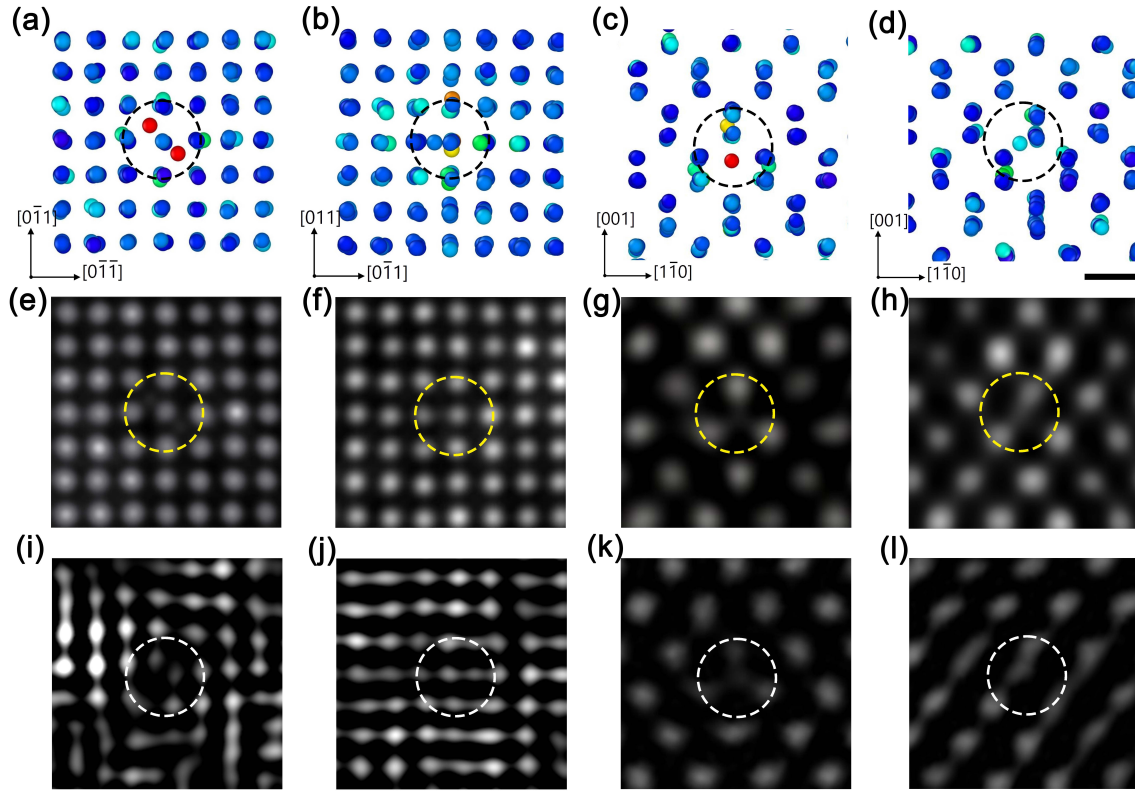 (a)
(b)
(c)
(d)
[01̅1]
[01̅1̅]
[011]
[01̅1]
[001]
[11̅0]
[001]
[11̅0]
(e)
(f)
(g)
(h)
(i)
(j)
(k)
(l)